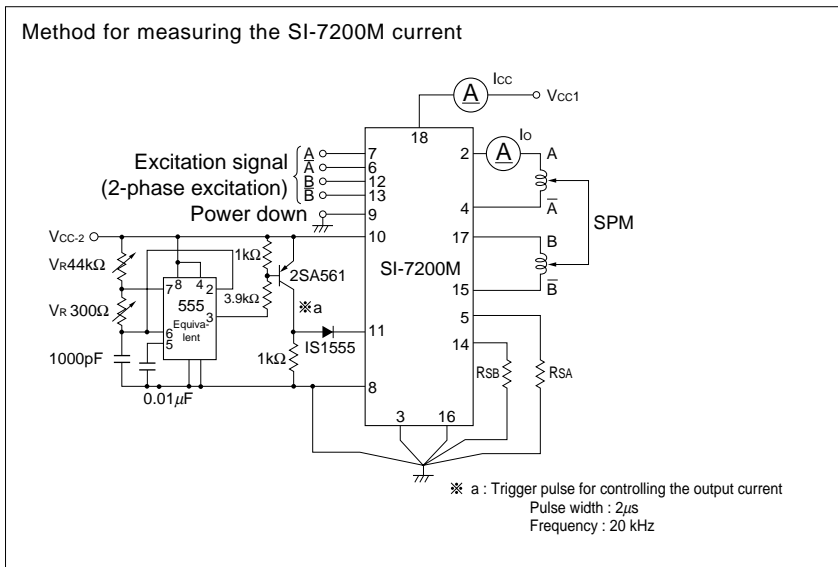 Method for measuring the SI-7200M current
Icc
A
Vcc1
18
Io
Excitation signal
(2-phase excitation)
A
A̅
B
B̅
7
6
12
13
2
A
A
Power down
9
4
A̅
SPM
Vcc-2
10
17
B
1kΩ
VR 44kΩ
2SA561
SI-7200M
8
4
7
2
555
15
B̅
3.9kΩ
※a
VR 300Ω
3
5
Equiva-
lent
6
5
11
IS1555
14
1000pF
1kΩ
RSB
RSA
8
0.01μF
3
16
※ a : Trigger pulse for controlling the output current
Pulse width : 2μs
Frequency : 20 kHz